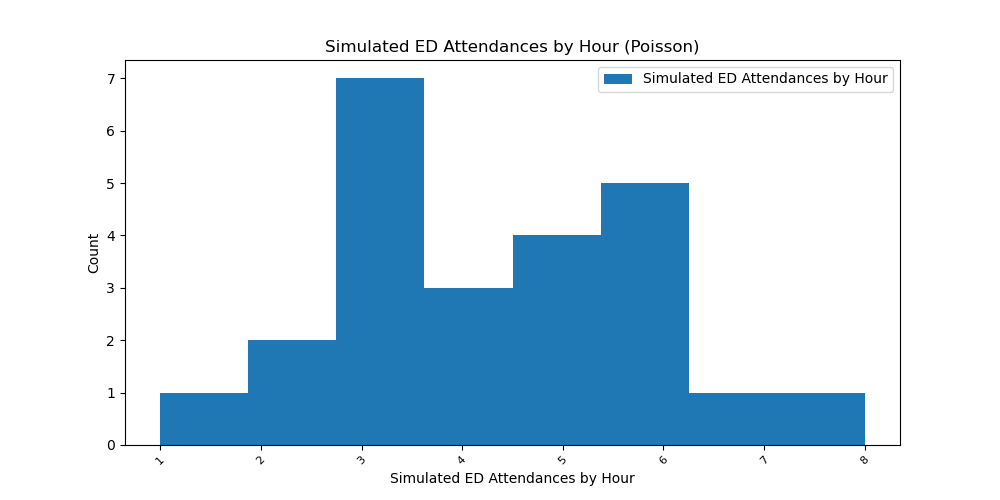 Simulated ED Attendances by Hour (Poisson)
Simulated ED Attendances by Hour
Count
7
6
5
4
3
2
1
0
1 2 3 4 5 6 7 8
Simulated ED Attendances by Hour